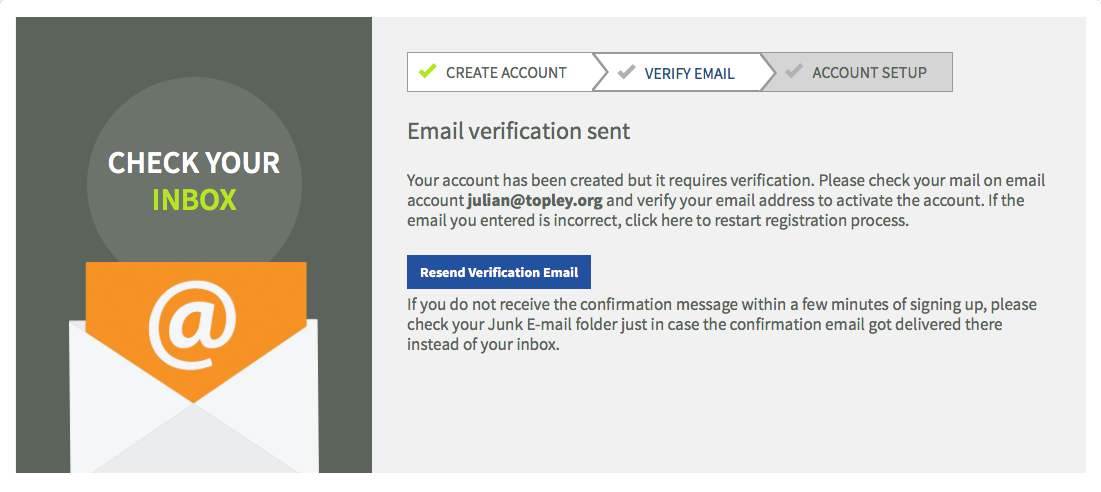 CHECK YOUR
INBOX
@
CREATE ACCOUNT
VERIFY EMAIL
ACCOUNT SETUP
Email verification sent
Your account has been created but it requires verification. Please check your mail on email
account julian@topley.org and verify your email address to activate the account. If the
email you entered is incorrect, click here to restart registration process.
Resend Verification Email
If you do not receive the confirmation message within a few minutes of signing up, please
check your Junk E-mail folder just in case the confirmation email got delivered there
instead of your inbox.